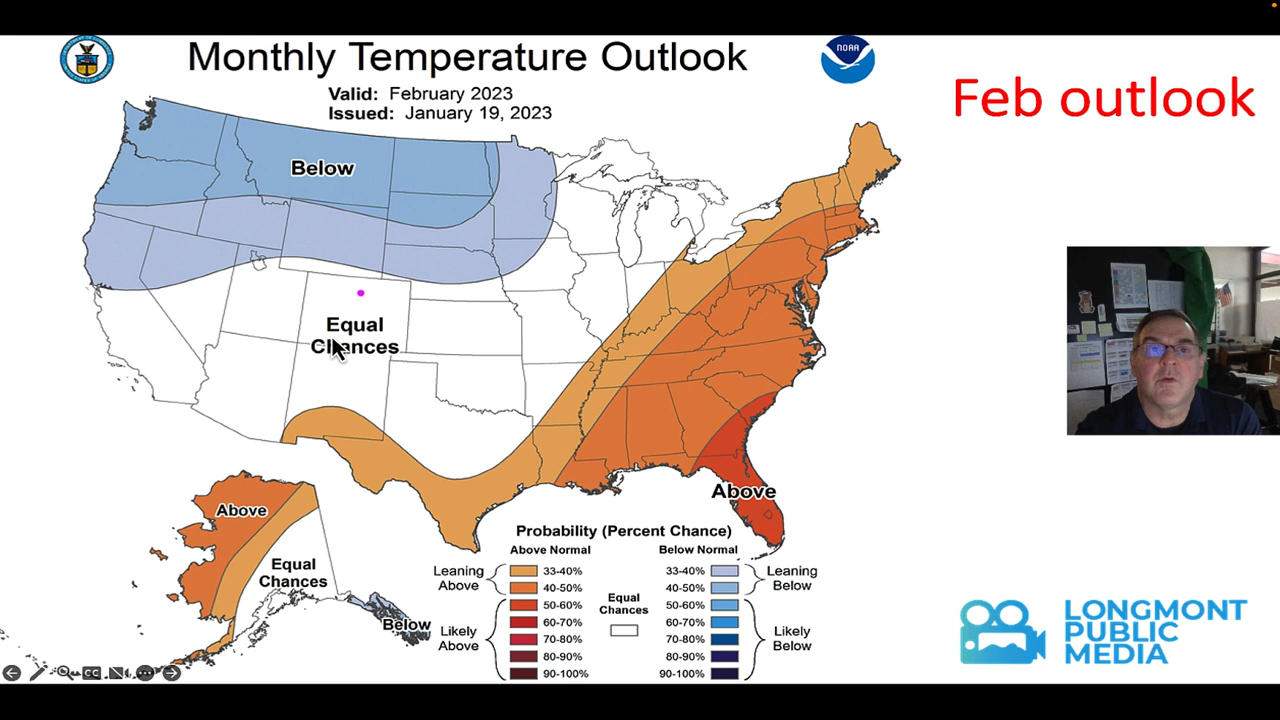 Monthly Temperature Outlook
NOAA
Valid: February 2023
Issued: January 19, 2023
Feb outlook
Below
Equal
Chances
Above
Above
Equal
Chances
Below
Probability (Percent Chance)
Above Normal
Below Normal
Leaning
Above
33-40%
40-50%
Likely
Above
50-60%
60-70%
70-80%
80-90%
90-100%
Equal
Chances
33-40%
40-50%
Leaning
Below
50-60%
60-70%
70-80%
80-90%
90-100%
Likely
Below
CC
LONGMONT
PUBLIC
MEDIA